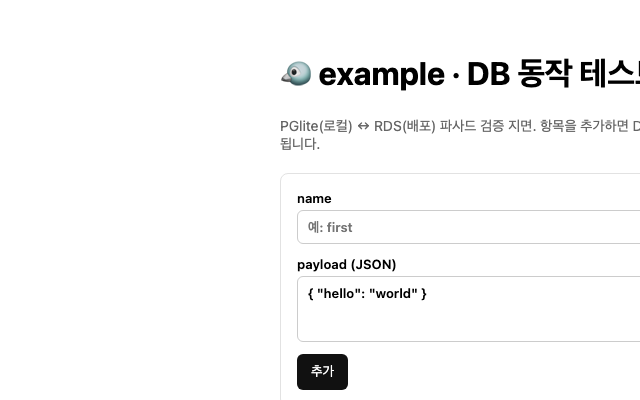 example · DB 동작 테스
PGlite(로컬) ↔ RDS(배포) 파사드 검증 지면. 항목을 추가하면 D
됩니다.
name
예: first
payload (JSON)
{ "hello": "world" }
추가